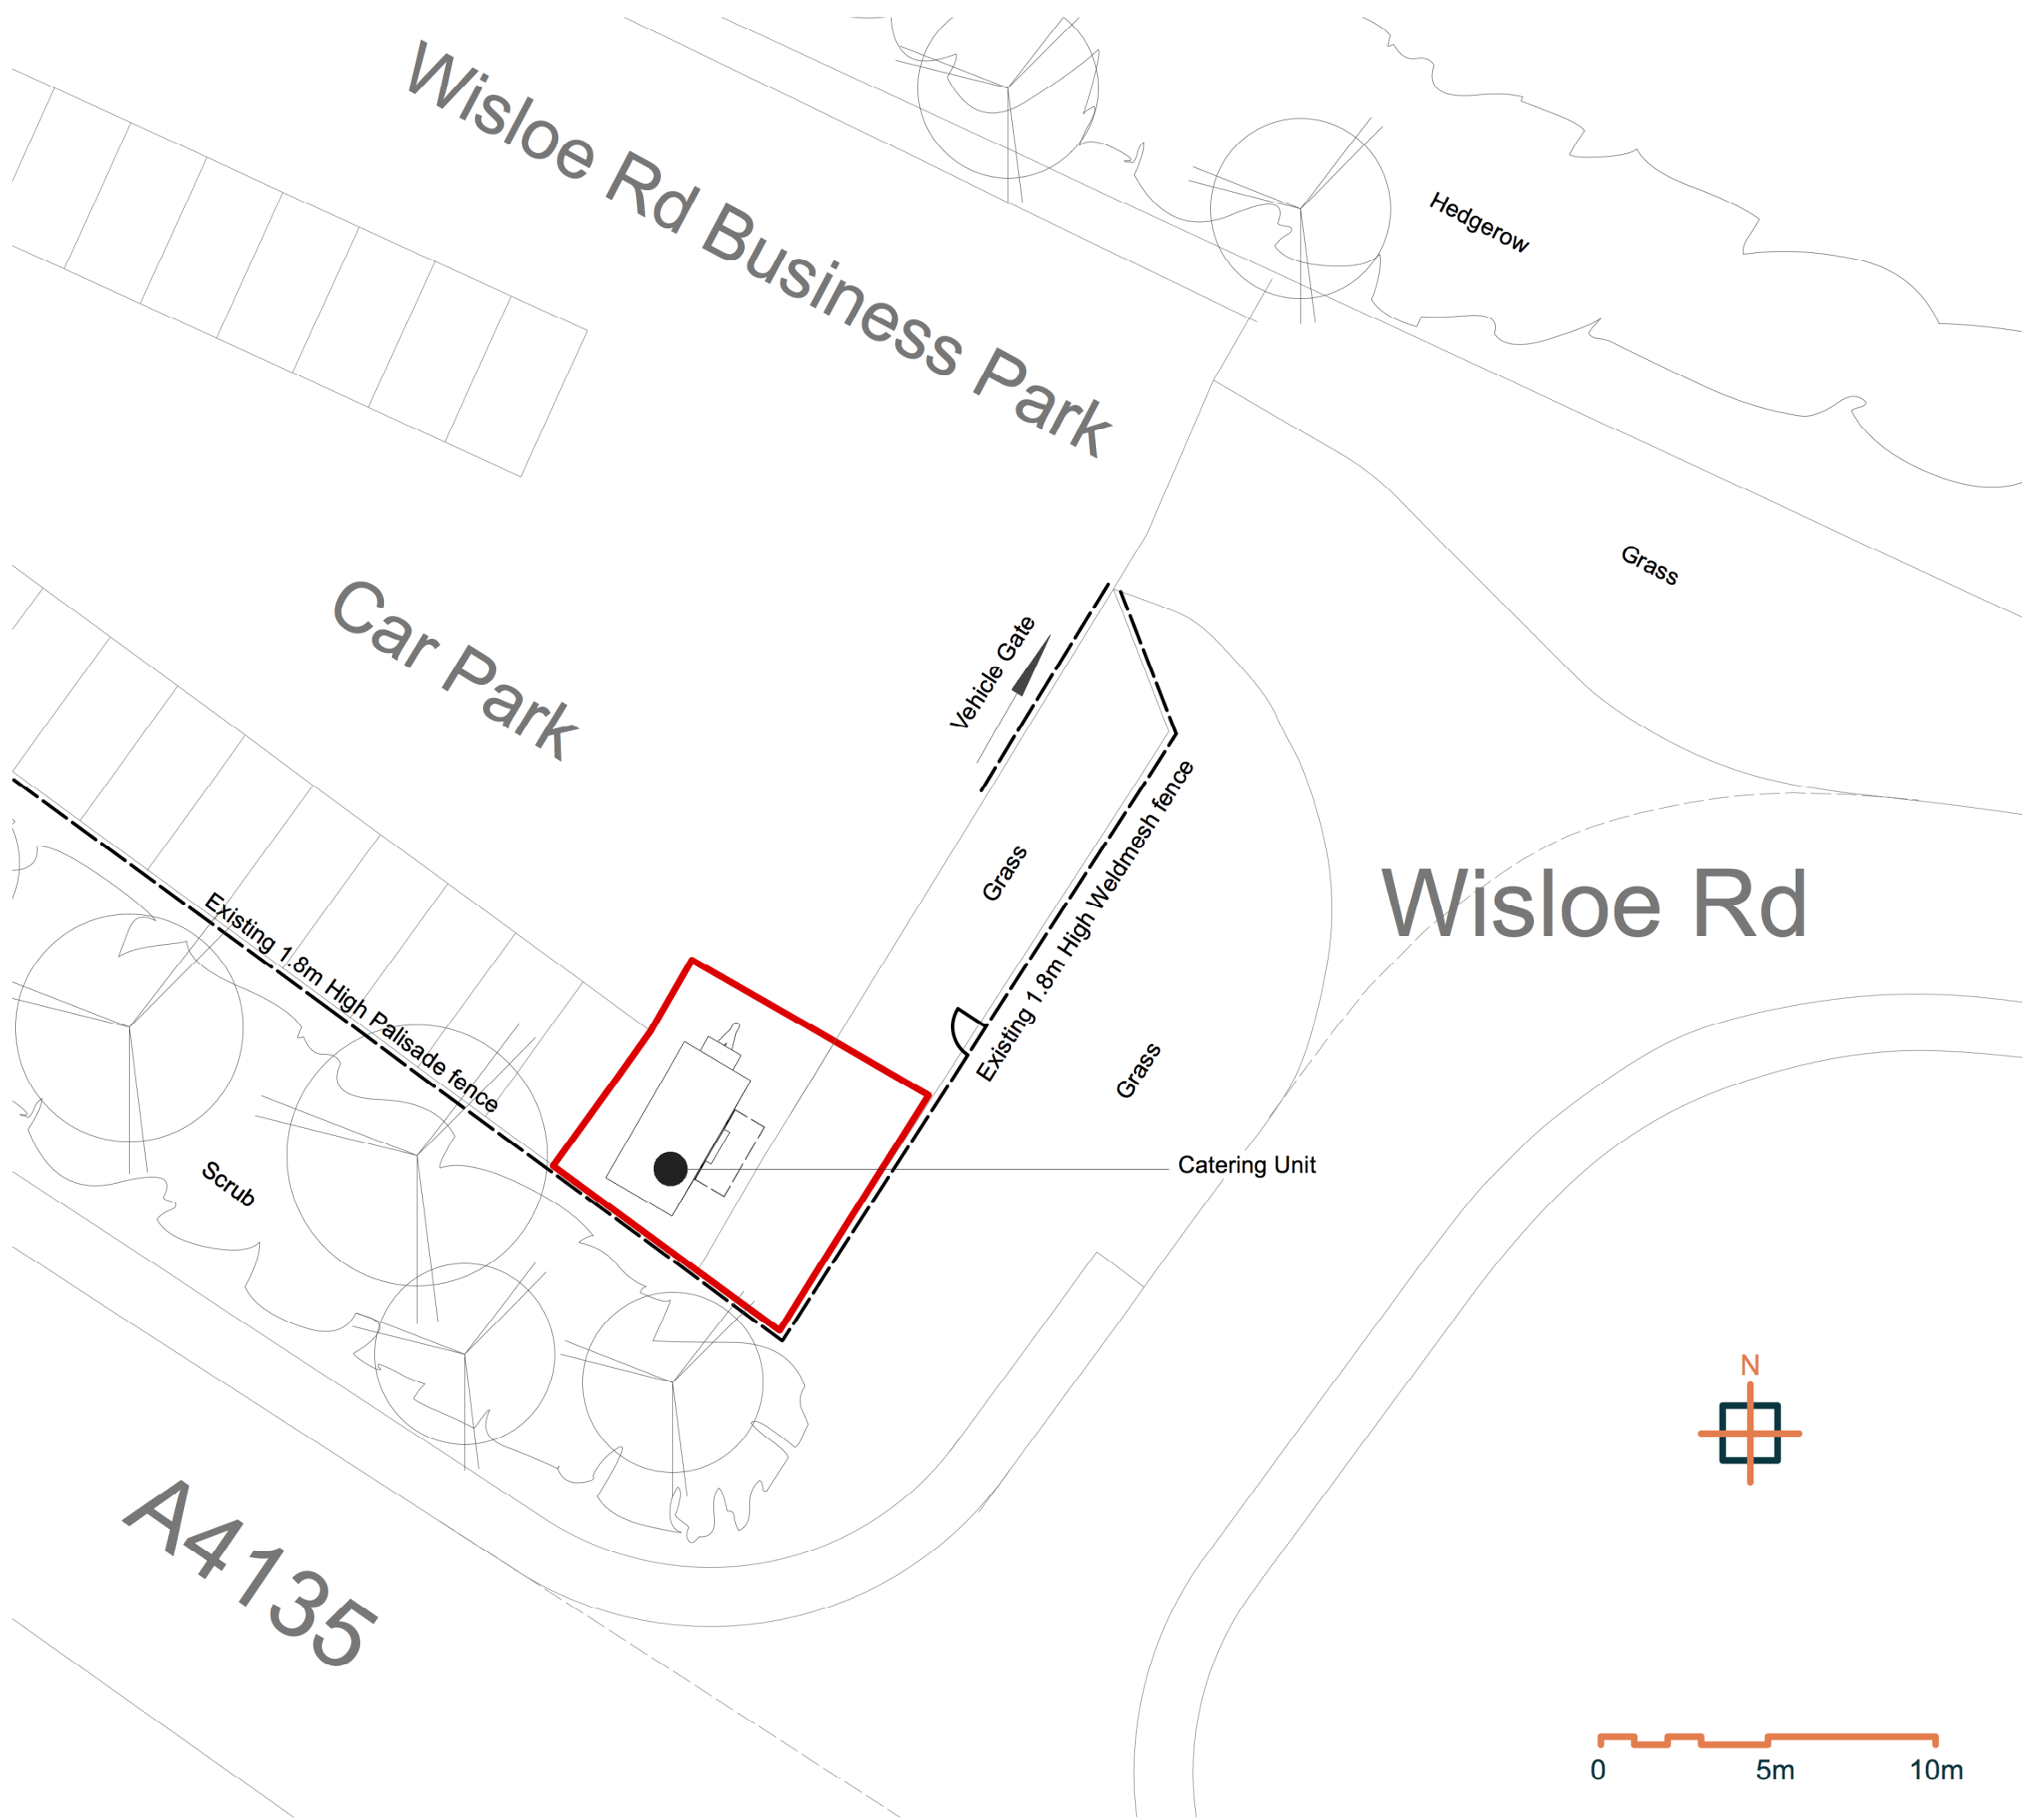 Wisloe Rd Business Park
Hedgerow
Grass
Car Park
Vehicle Gate
Grass
Existing 1.8m High Weldmesh fence
Wisloe Rd
Existing 1.8m High Palisade fence
Grass
Catering Unit
Scrub
A4135
N
0 5m 10m